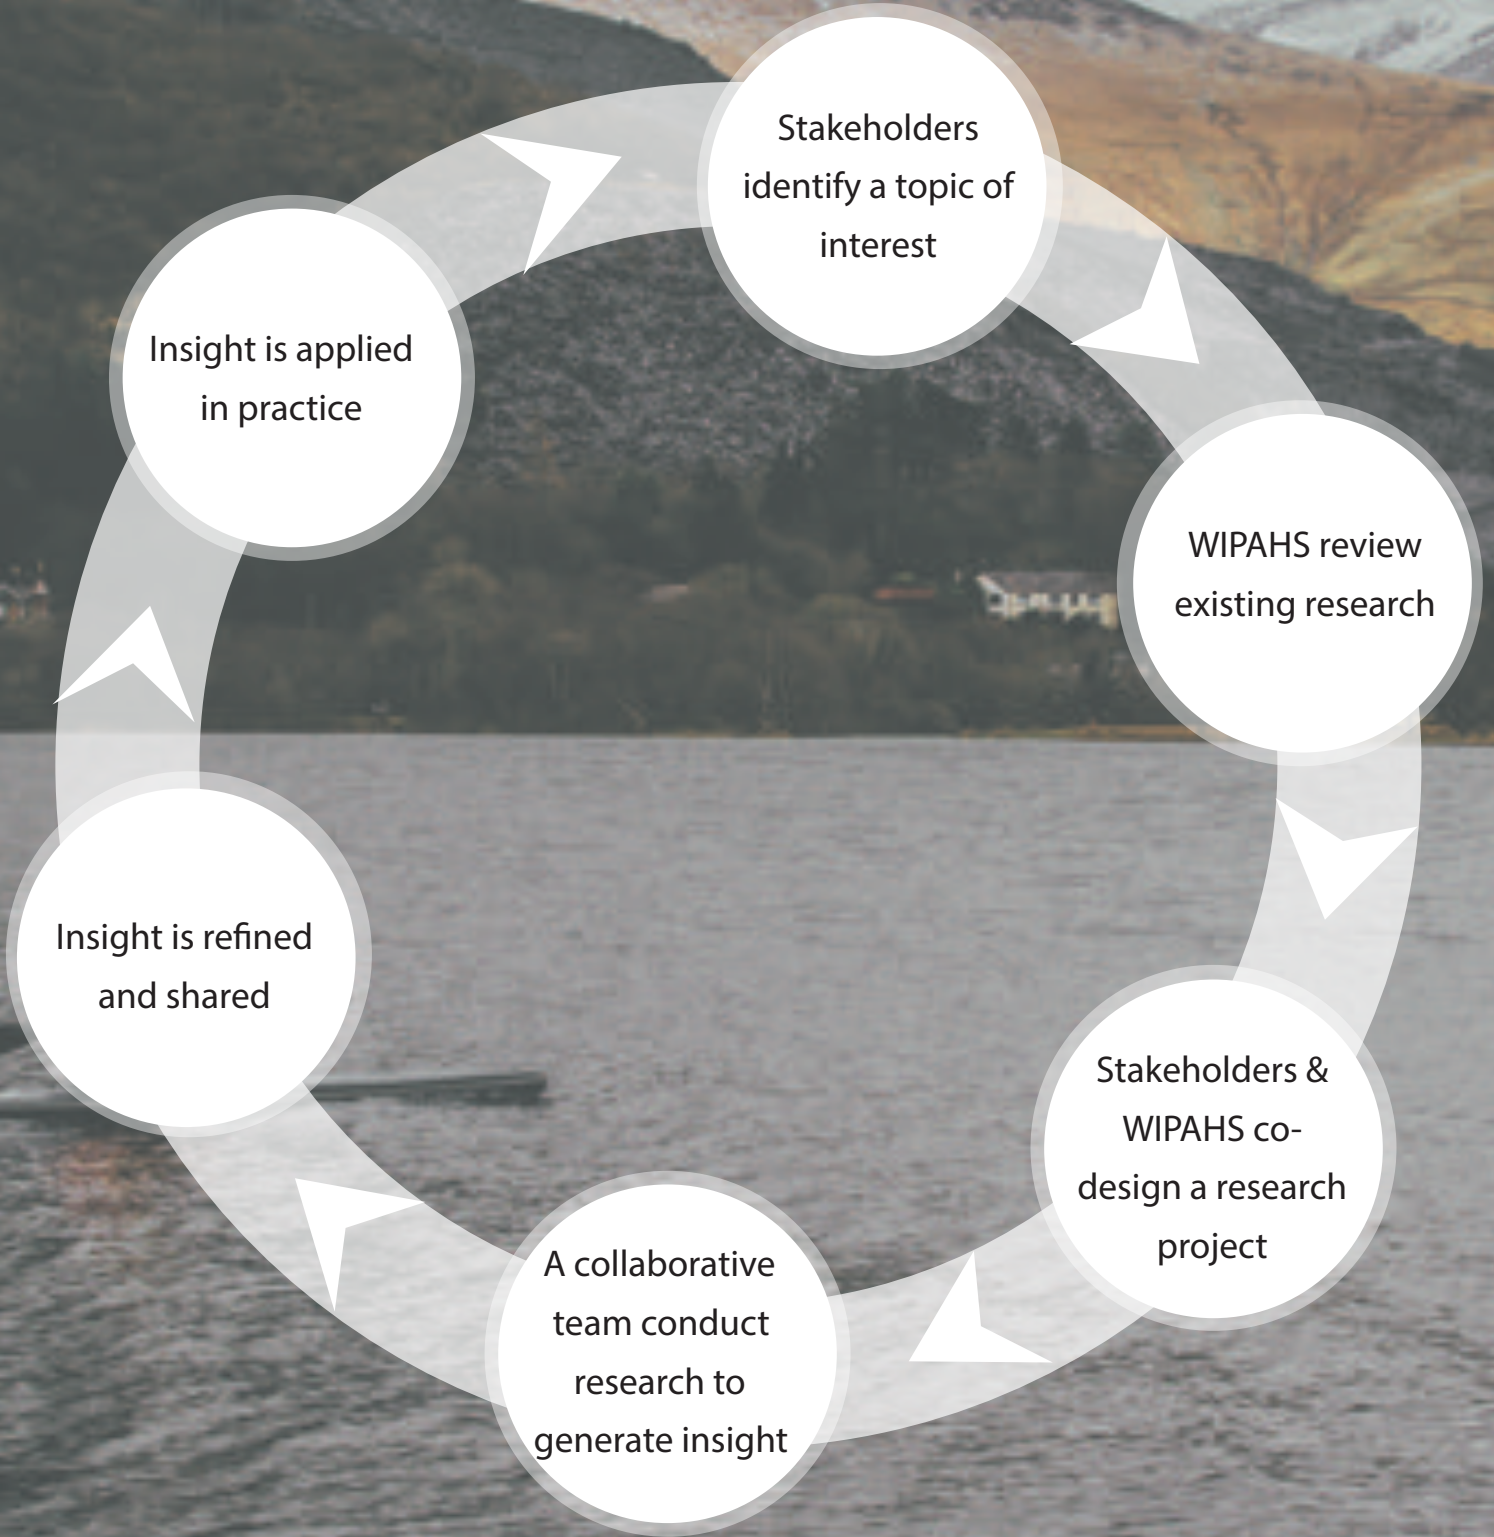 Stakeholders
identify a topic of
interest
WIPAHS review
existing research
Stakeholders &
WIPAHS co-
design a research
project
A collaborative
team conduct
research to
generate insight
Insight is refined
and shared
Insight is applied
in practice